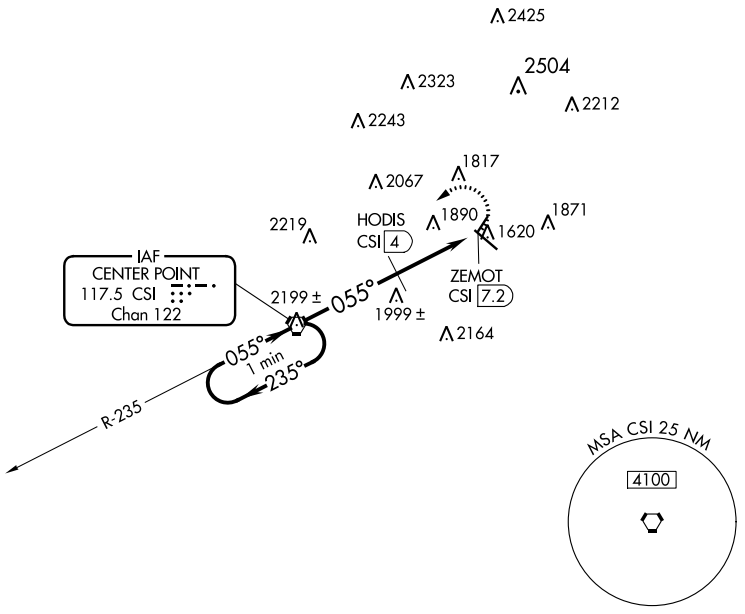 2425
2504
2323
2212
2243
1817
2067
HODIS
CSI 4
1890
1620
1871
2219
IAF
CENTER POINT
117.5 CSI
Chan 122
ZEMOT
CSI 7.2
2199 ±
055°
1999 ±
2164
055°
1 min
235°
R-235
MSA CSI 25 NM
4100